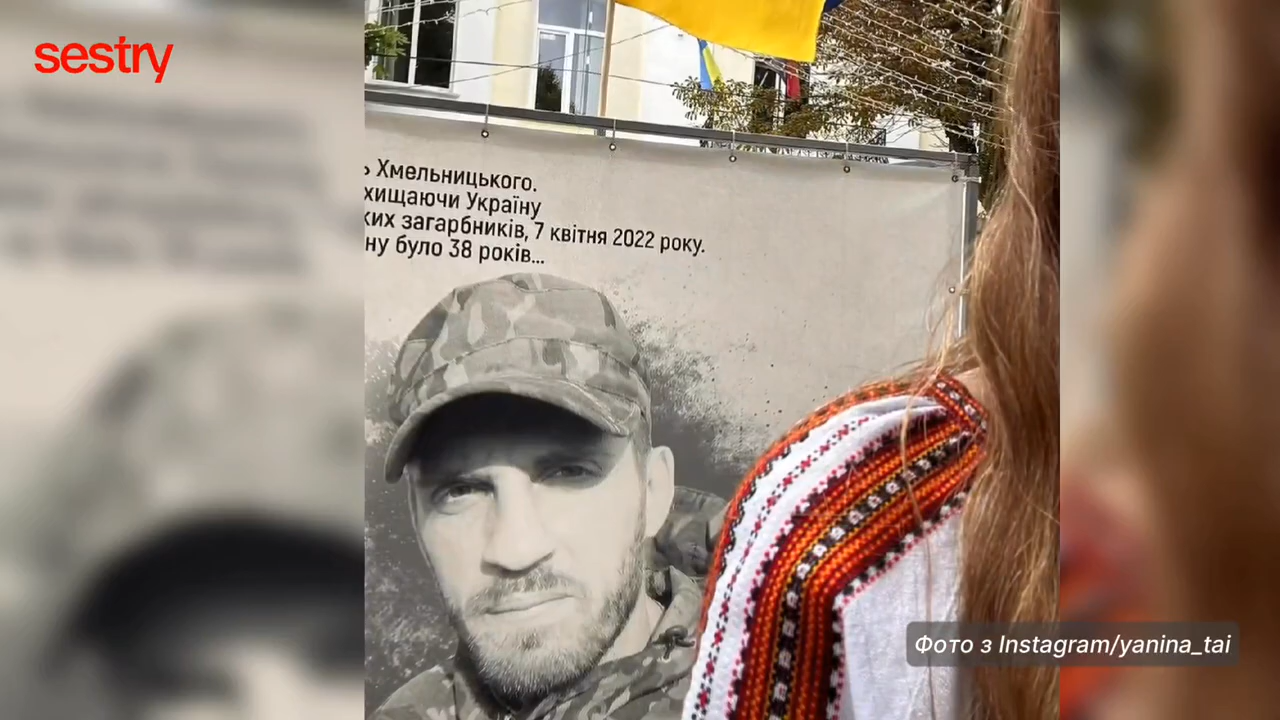 sestry
ь Хмельницького.
хищаючи Україну
ких загарбників, 7 квітня 2022 року.
ну було 38 років...
Фото з Instagram/yanina_tai